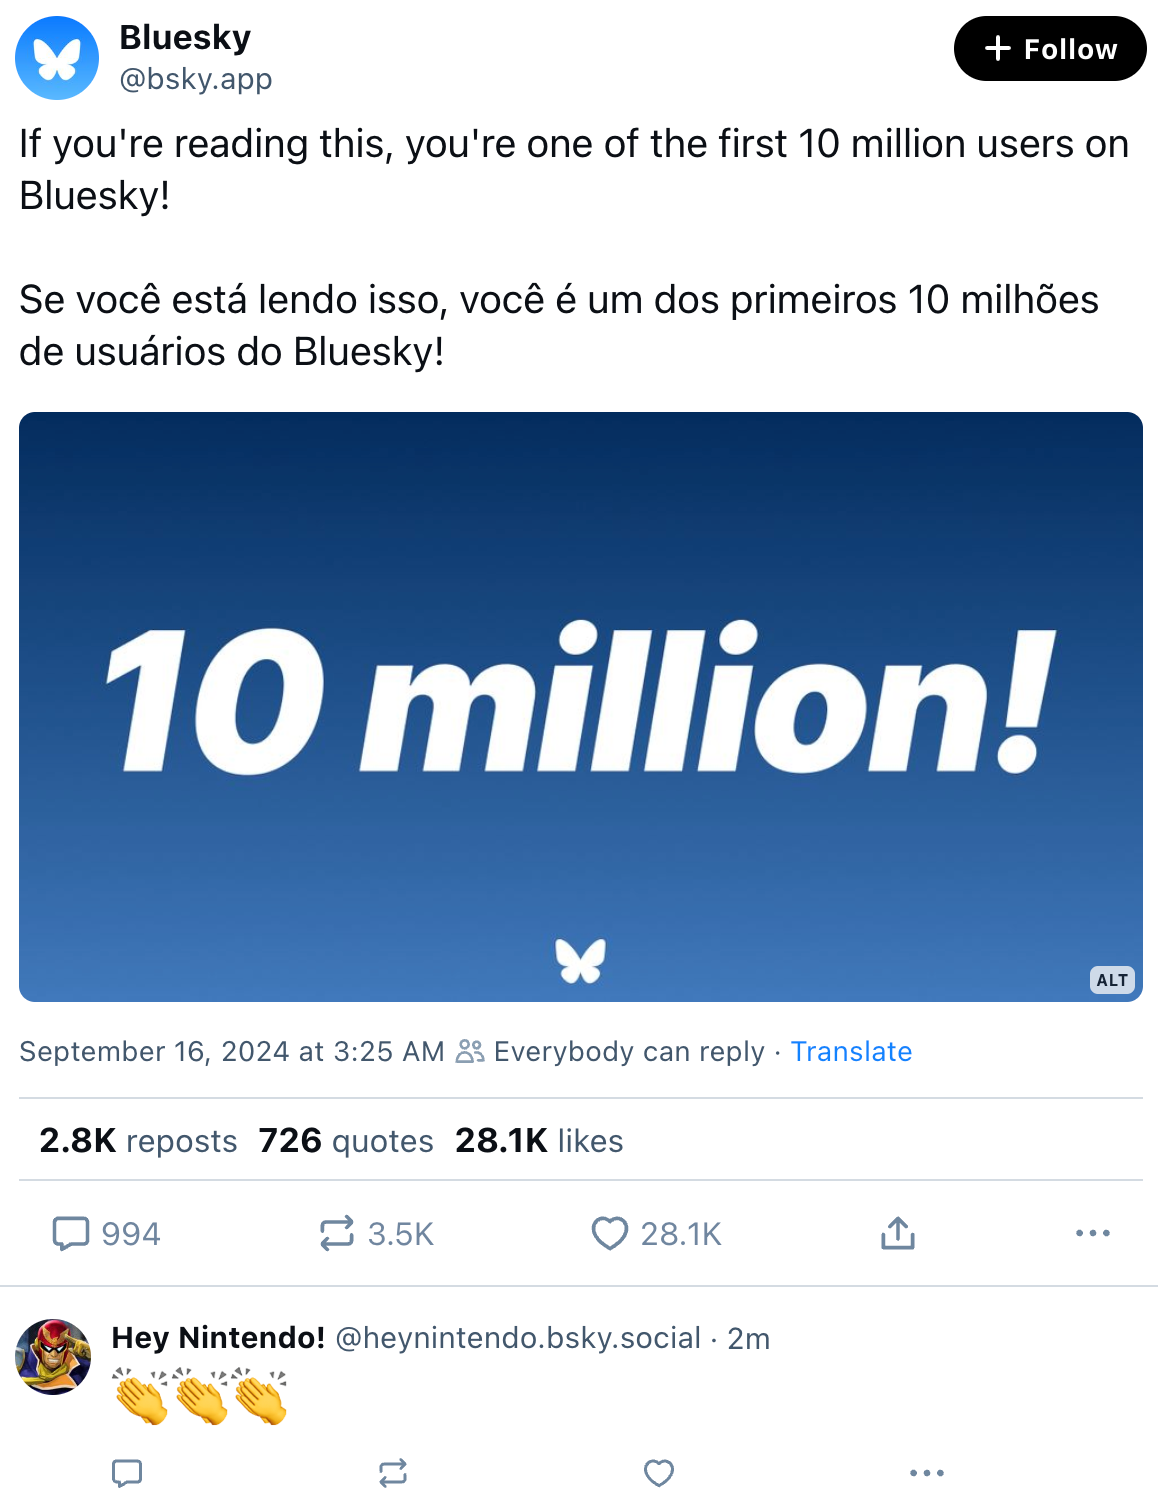 Bluesky
@bsky.app
+ Follow
If you're reading this, you're one of the first 10 million users on
Bluesky!
Se você está lendo isso, você é um dos primeiros 10 milhões
de usuários do Bluesky!
10 million!
ALT
September 16, 2024 at 3:25 AM Everybody can reply · Translate
2.8K reposts 726 quotes 28.1K likes
994 3.5K 28.1K
Hey Nintendo! @heynintendo.bsky.social · 2m
👏👏👏